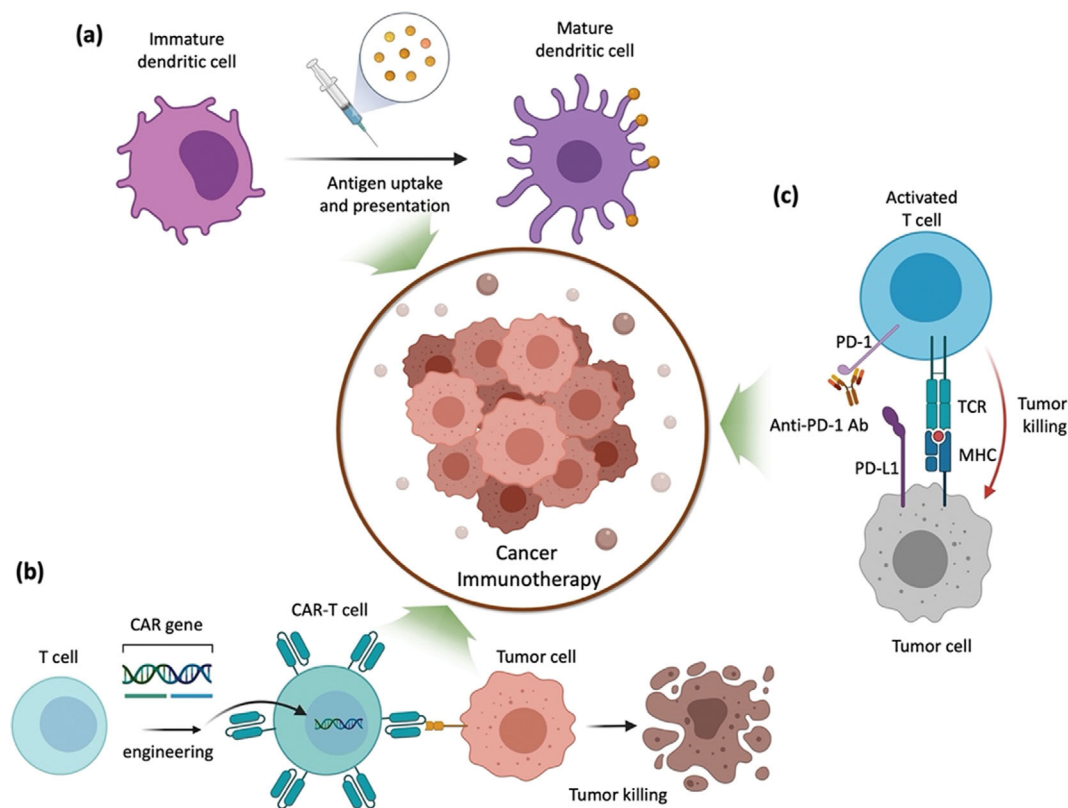 (a)
Immature
dendritic cell
Mature
dendritic cell
Antigen uptake
and presentation
(c)
Activated
T cell
PD-1
Anti-PD-1 Ab
TCR
Tumor
killing
PD-L1
MHC
Tumor cell
Cancer
Immunotherapy
(b)
T cell
CAR gene
engineering
CAR-T cell
Tumor cell
Tumor killing